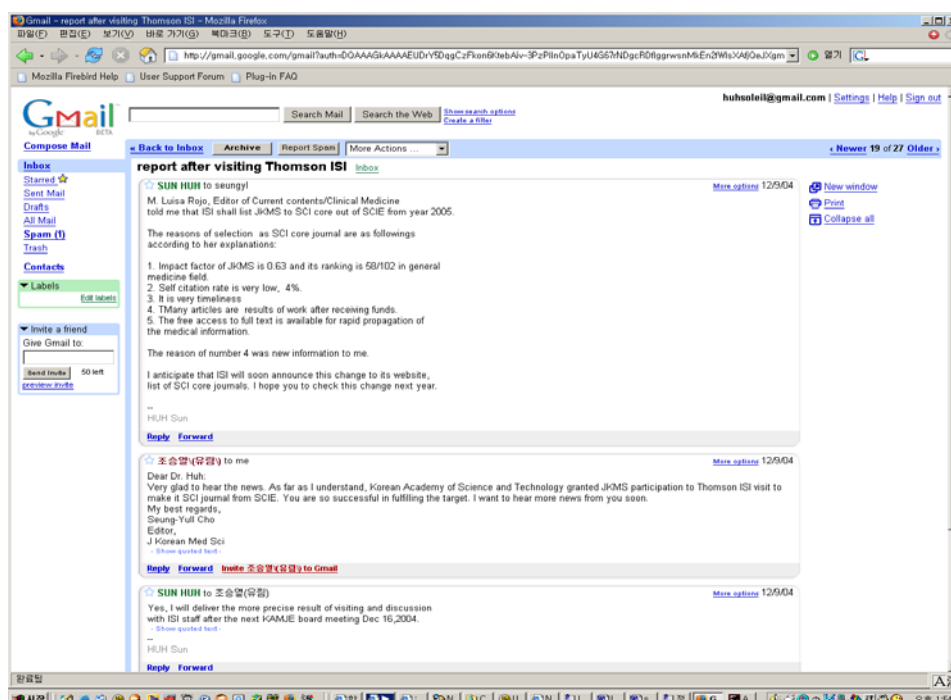 Gmail - report after visiting Thomson ISI - Mozilla Firefox
파일(F) 편집(E) 보기(V) 바로 가기(G) 북마크(B) 도구(T) 도움말(H)
열기
Mozilla Firebird Help User Support Forum Plug-in FAQ
huhsoleil@gmail.com | Settings | Help | Sign out
Gmail by Google BETA
Search Mail Search the Web Show search options
Create a filter
Compose Mail
« Back to Inbox Archive Report Spam More Actions ... ‹ Newer 19 of 27 Older ›
Inbox
Starred
Sent Mail
Drafts
All Mail
Spam (1)
Trash
Contacts
Labels
Edit labels
Invite a friend
Give Gmail to:
Send Invite 50 left
preview invite
report after visiting Thomson ISI Inbox
SUN HUH to seungyl More options 12/9/04
M. Luisa Rojo, Editor of Current contents/Clinical Medicine
told me that ISI shall list JKMS to SCI core out of SCIE from year 2005.
The reasons of selection as SCI core journal are as followings
according to her explanations:
1. Impact factor of JKMS is 0.63 and its ranking is 58/102 in general
medicine field.
2. Self citation rate is very low, 4%.
3. It is very timeliness
4. TMany articles are results of work after receiving funds.
5. The free access to full text is available for rapid propagation of
the medical information.
The reason of number 4 was new information to me.
I anticipate that ISI will soon announce this change to its website,
list of SCI core journals. I hope you to check this change next year.
--
HUH Sun
Reply Forward
New window
Print
Collapse all
조승열\(유림\) to me More options 12/9/04
Dear Dr. Huh:
Very glad to hear the news. As far as I understand, Korean Academy of Science and Technology granted JKMS participation to Thomson ISI visit to
make it SCI journal from SCIE. You are so successful in fulfilling the target. I want to hear more news from you soon.
My best regards,
Seung-Yull Cho
Editor,
J Korean Med Sci
- Show quoted text -
Reply Forward Invite 조승열\(유림\) to Gmail
SUN HUH to 조승열(유림) More options 12/9/04
Yes, I will deliver the more precise result of visiting and discussion
with ISI staff after the next KAMJE board meeting Dec 16,2004.
- Show quoted text -
--
HUH Sun
Reply Forward
완료됨